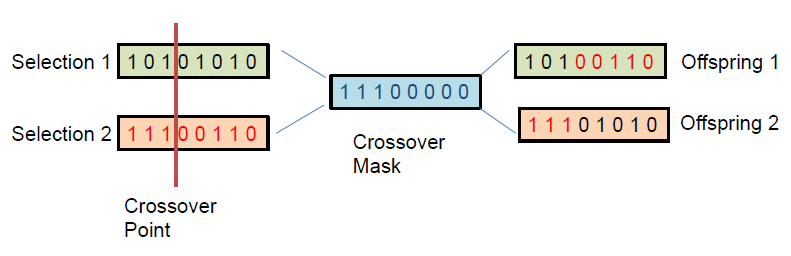 Selection 1 1 0 1 0 1 0 1 0
1 1 1 0 0 0 0 0
1 0 1 0 0 1 1 0 Offspring 1
Selection 2 1 1 1 0 0 1 1 0
1 1 1 0 1 0 1 0 Offspring 2
Crossover
Mask
Crossover
Point